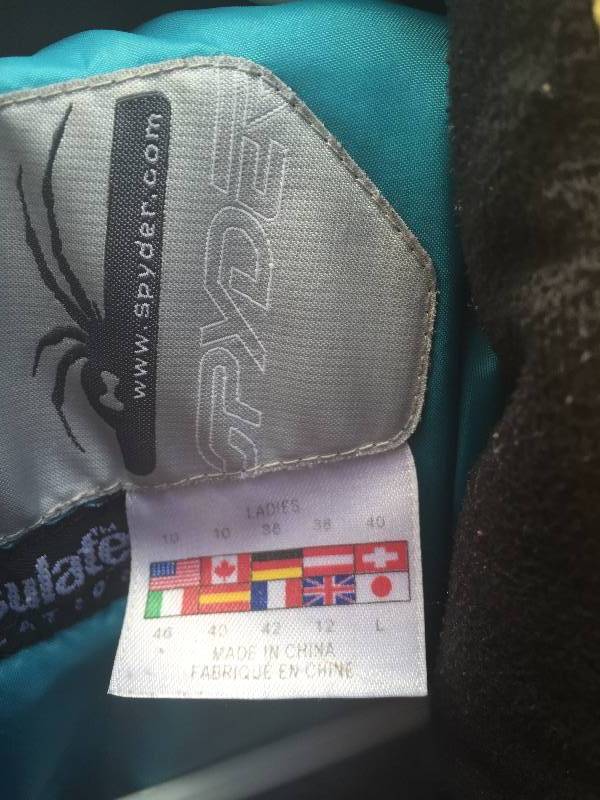 www.spyder.com
SPYDER
LADIES
10 10 38 38 40
46 40 42 12 L
MADE IN CHINA
FABRIQUÉ EN CHINE